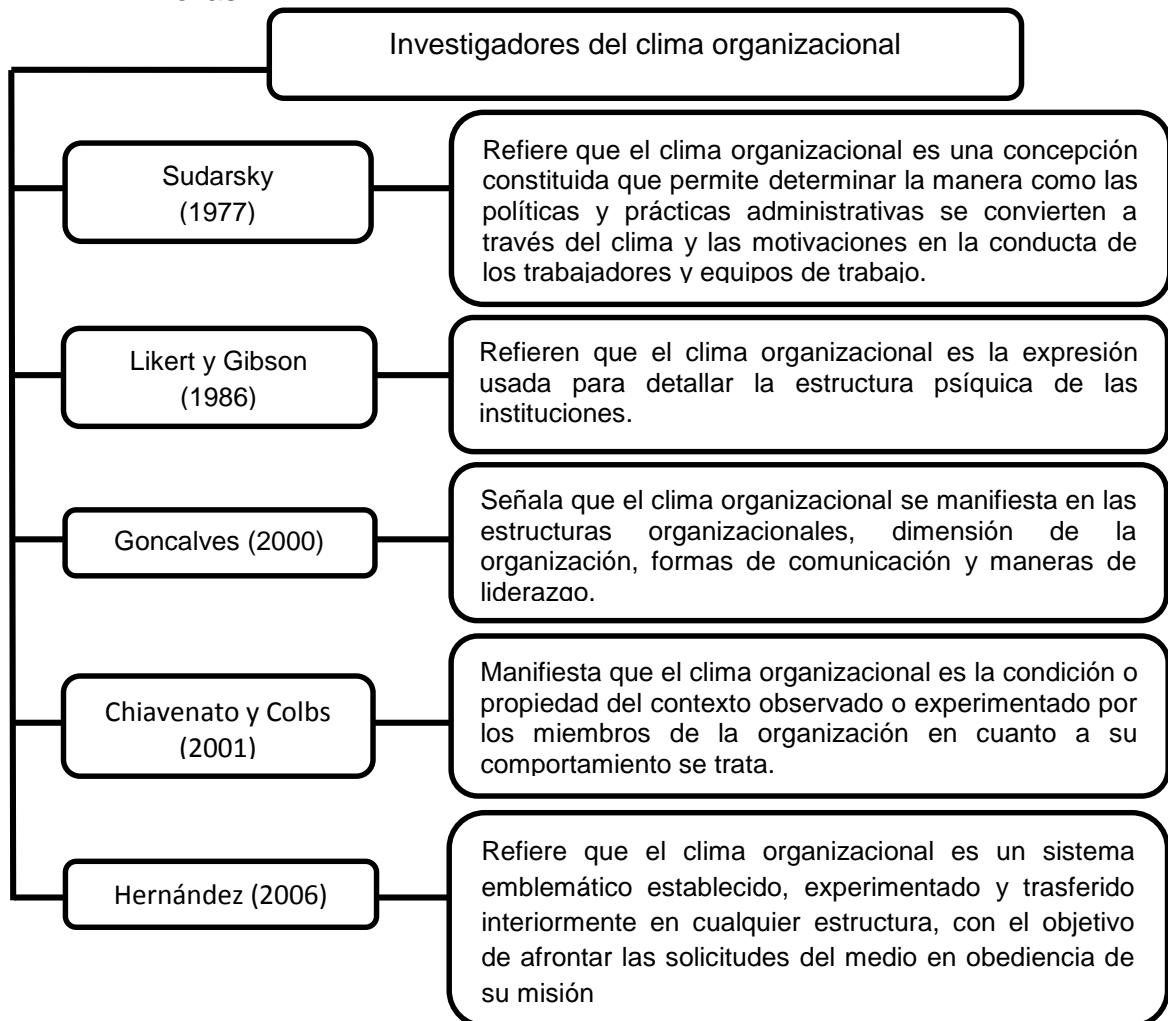 Investigadores del clima organizacional
Sudarsky
(1977)
Refiere que el clima organizacional es una concepción
constituida que permite determinar la manera como las
políticas y prácticas administrativas se convierten a
través del clima y las motivaciones en la conducta de
los trabajadores y equipos de trabajo.
Likert y Gibson
(1986)
Refieren que el clima organizacional es la expresión
usada para detallar la estructura psíquica de las
instituciones.
Goncalves (2000)
Señala que el clima organizacional se manifiesta en las
estructuras organizacionales, dimensión de la
organización, formas de comunicación y maneras de
liderazgo.
Chiavenato y Colbs
(2001)
Manifiesta que el clima organizacional es la condición o
propiedad del contexto observado o experimentado por
los miembros de la organización en cuanto a su
comportamiento se trata.
Hernández (2006)
Refiere que el clima organizacional es un sistema
emblemático establecido, experimentado y trasferido
interiormente en cualquier estructura, con el objetivo
de afrontar las solicitudes del medio en obediencia de
su misión